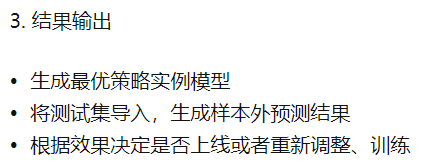 3. 结果输出
• 生成最优策略实例模型
• 将测试集导入，生成样本外预测结果
• 根据效果决定是否上线或者重新调整、训练